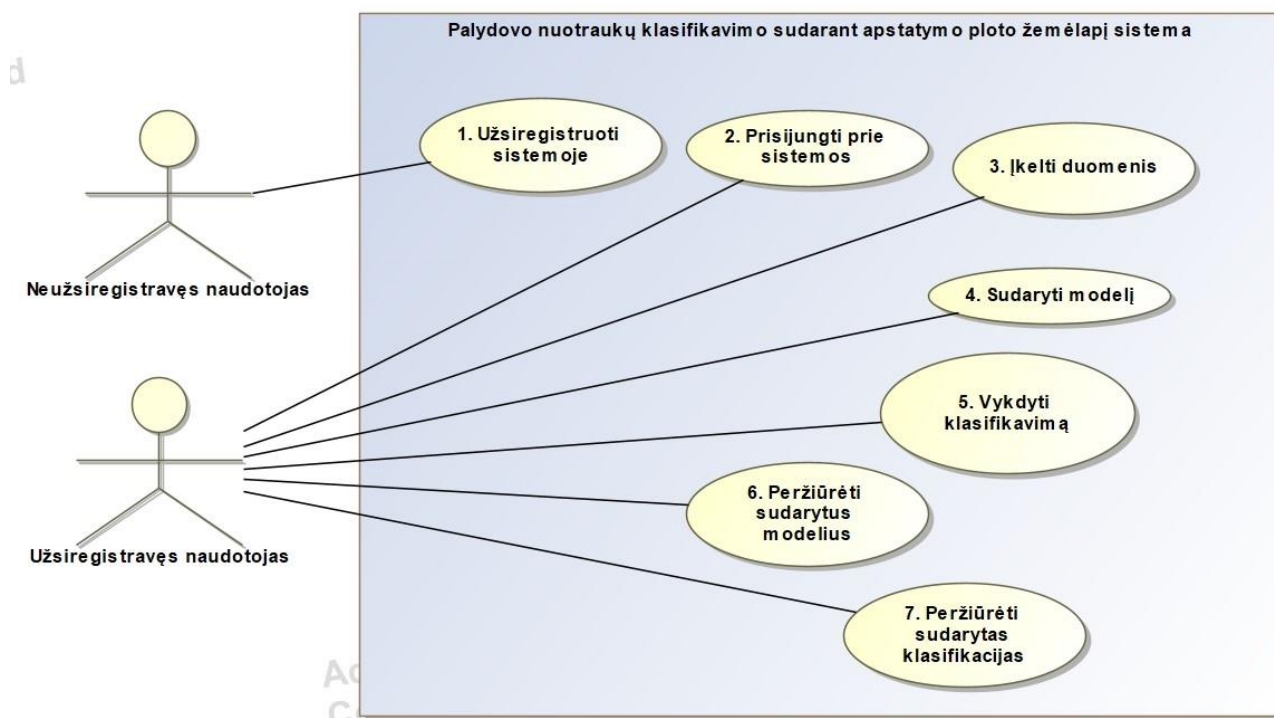 Palydovo nuotraukų klasifikavimo sudarant apstatymo ploto žemėlapį sistema
1. Užsiregistruoti
sistemoje
2. Prisijungti prie
sistemos
3. Įkelti duomenis
Neužsiregistravęs naudotojas
4. Sudaryti modelį
5. Vykdyti
klasifikavimą
6. Peržiūrėti
sudarytus
modelius
Užsiregistravęs naudotojas
7. Peržiūrėti
sudarytas
klasifikacijas